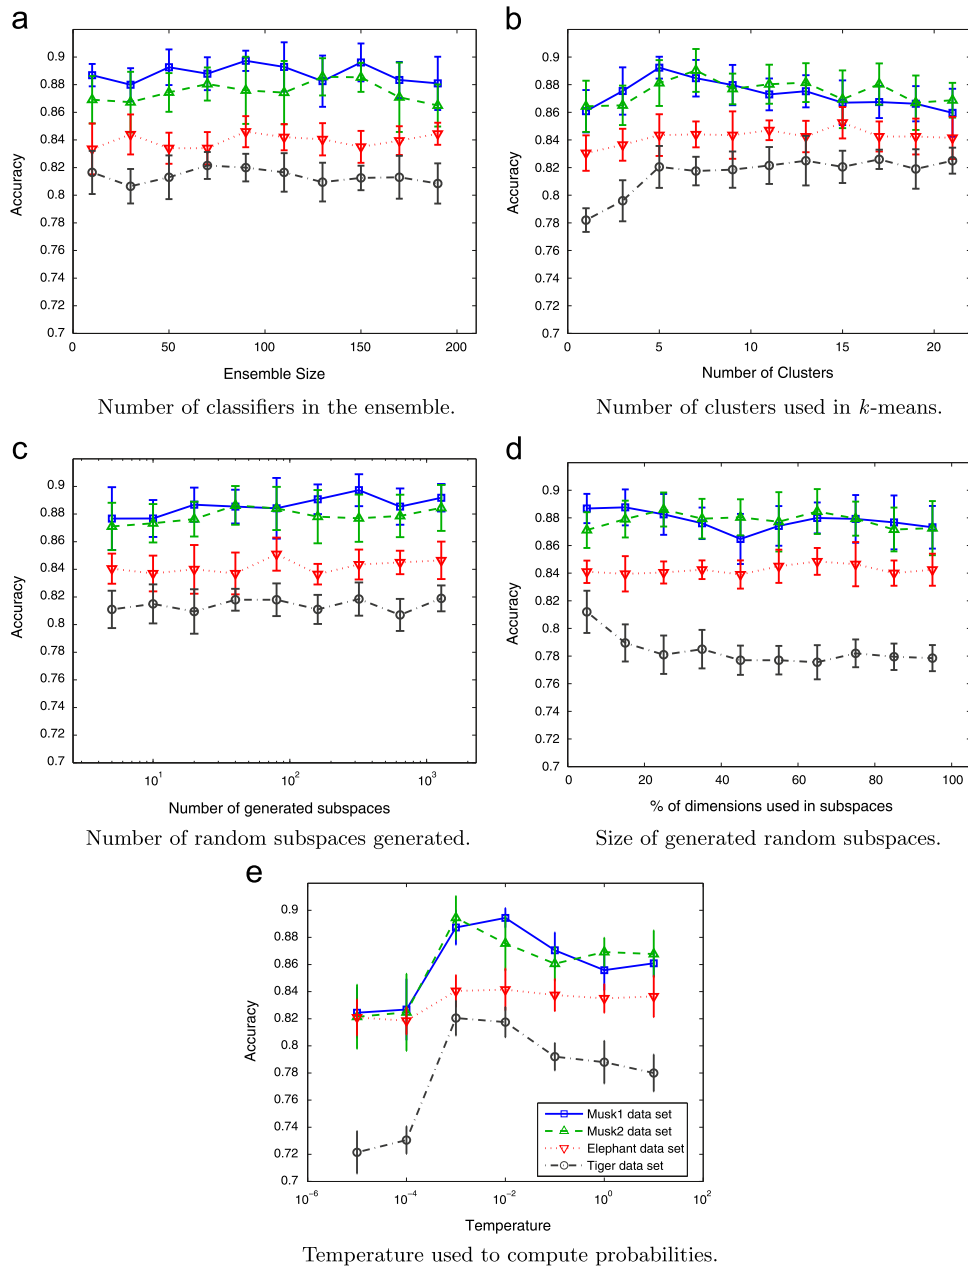 a
0.9
0.88
0.86
0.84
0.82
0.8
0.78
0.76
0.74
0.72
0.7
Accuracy
0 50 100 150 200
Ensemble Size
Number of classifiers in the ensemble.
b
0.9
0.88
0.86
0.84
0.82
0.8
0.78
0.76
0.74
0.72
0.7
Accuracy
0 5 10 15 20
Number of Clusters
Number of clusters used in k-means.
c
0.9
0.88
0.86
0.84
0.82
0.8
0.78
0.76
0.74
0.72
0.7
Accuracy
10¹ 10² 10³
Number of generated subspaces
Number of random subspaces generated.
d
0.9
0.88
0.86
0.84
0.82
0.8
0.78
0.76
0.74
0.72
0.7
Accuracy
0 20 40 60 80 100
% of dimensions used in subspaces
Size of generated random subspaces.
e
0.9
0.88
0.86
0.84
0.82
0.8
0.78
0.76
0.74
0.72
0.7
Accuracy
Musk1 data set
Musk2 data set
Elephant data set
Tiger data set
10⁻⁶ 10⁻⁴ 10⁻² 10⁰ 10²
Temperature
Temperature used to compute probabilities.